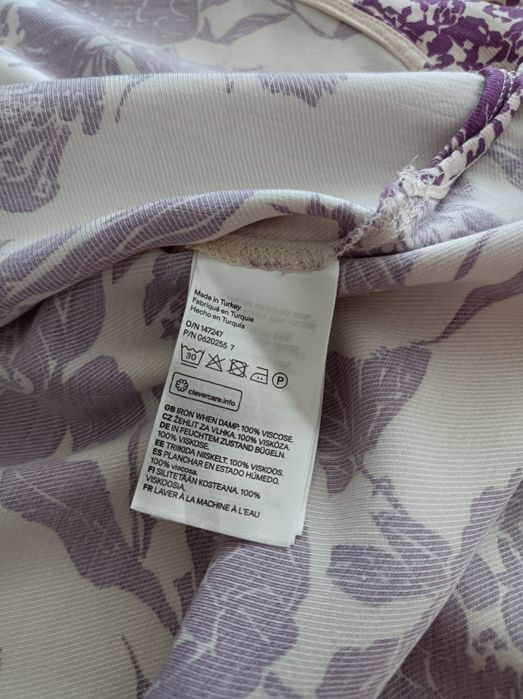 Made in Turkey
Fabriqué en Turquie
Hecho en Turquía
O/N 147247
P/N 0620255 7
30
P
clevercare.info
GB IRON WHEN DAMP. 100% VISCOSE.
CZ ŽEHLIT ZA VLHKA. 100% VISKÓZA.
DE IN FEUCHTEM ZUSTAND BÜGELN.
100% VISKOSE.
EE TRIIKIDA NIISKELT. 100% VISKOOS.
ES PLANCHAR EN ESTADO HÚMEDO.
100% viscosa.
FI SILITETÄÄN KOSTEANA. 100%
VISKOOSIA.
FR LAVER À LA MACHINE À L'EAU